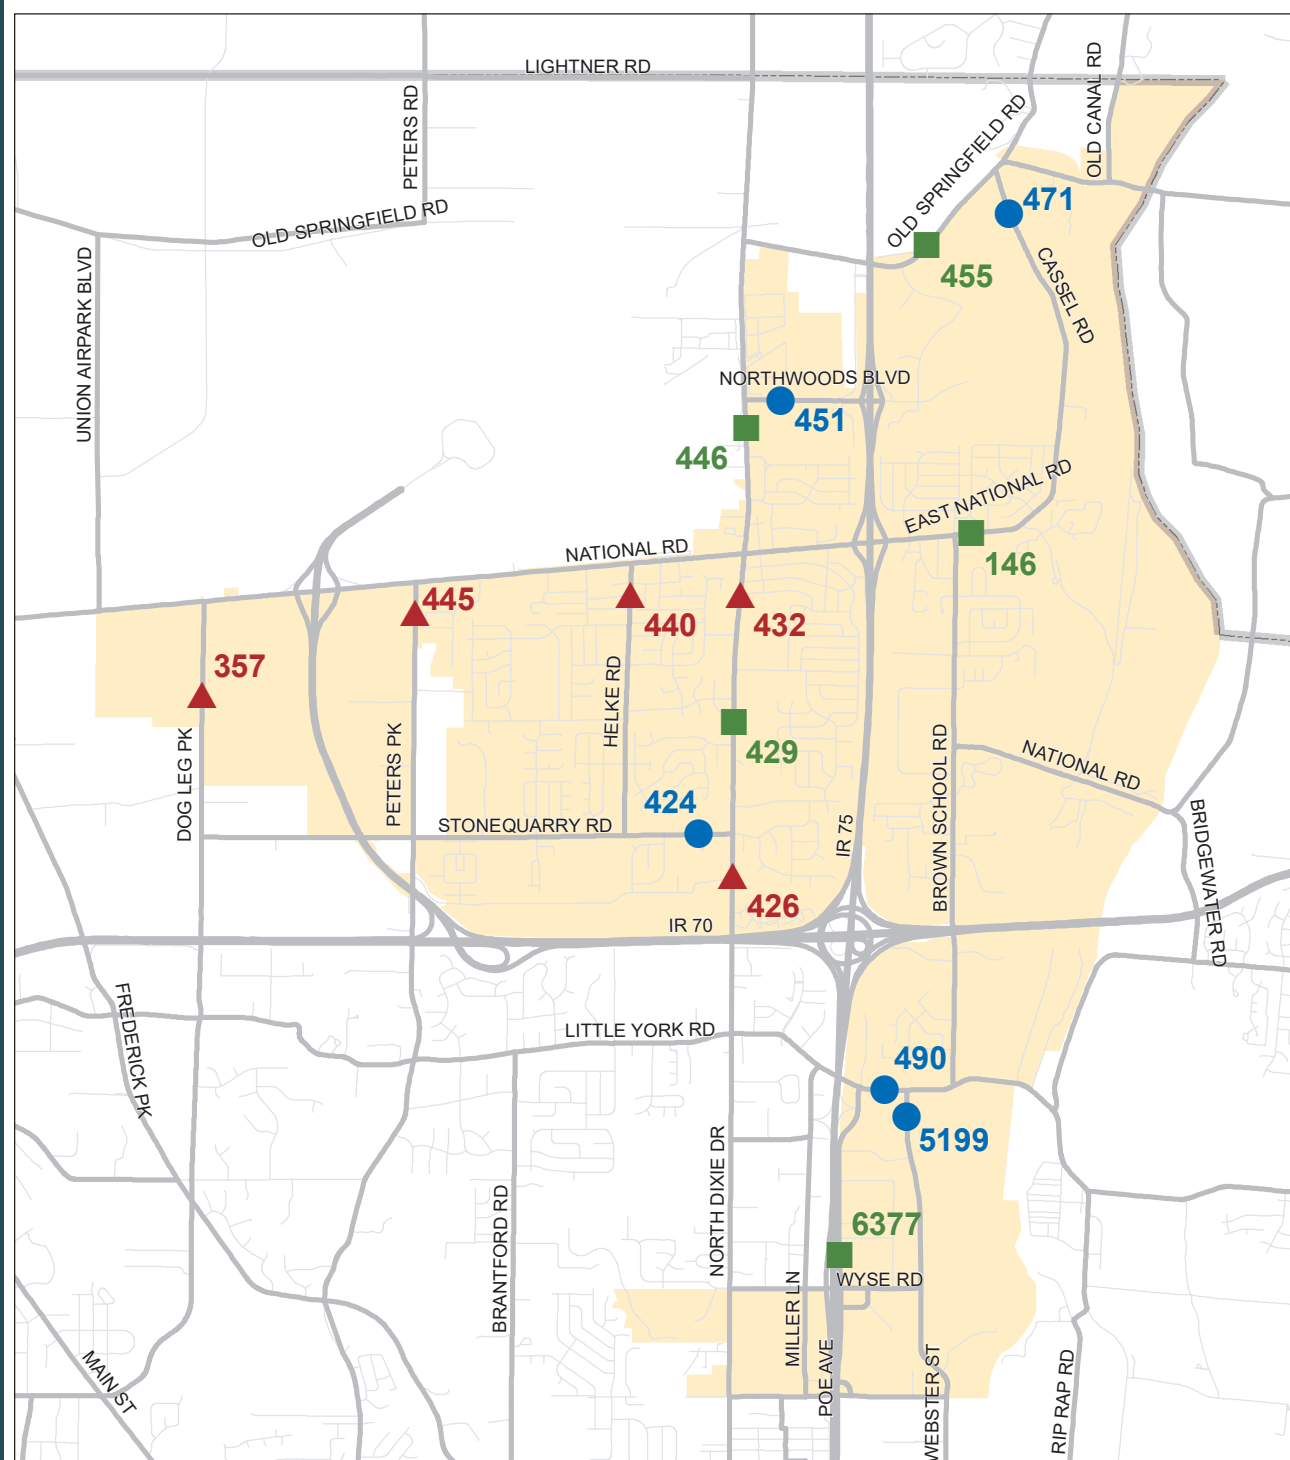 LIGHTNER RD
OLD CANAL RD
PETERS RD
OLD SPRINGFIELD RD
471
OLD SPRINGFIELD RD
455
UNION AIRPARK BLVD
CASSEL RD
NORTHWOODS BLVD
451
446
EAST NATIONAL RD
NATIONAL RD
146
445
440
432
357
HELKE RD
DOG LEG PK
PETERS PK
429
BROWN SCHOOL RD
NATIONAL RD
424
STONEQUARRY RD
IR 75
BRIDGEWATER RD
426
IR 70
FREDERICK PK
LITTLE YORK RD
490
5199
NORTH DIXIE DR
BRANTFORD RD
6377
WYSE RD
MILLER LN
POE AVE
WEBSTER ST
RIP RAP RD
MAIN ST